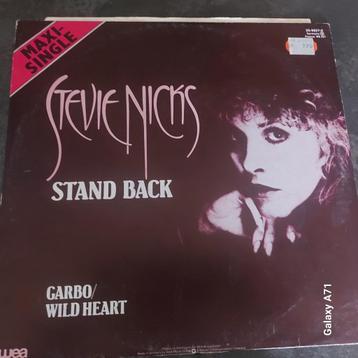 MAXI-
SINGLE
STEVIE NICKS
STAND BACK
GARBO/
WILD HEART
wea
Galaxy A71